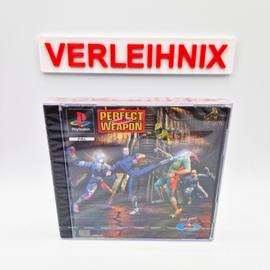 VERLEIHNIX
PlayStation
PERFECT
WEAPON